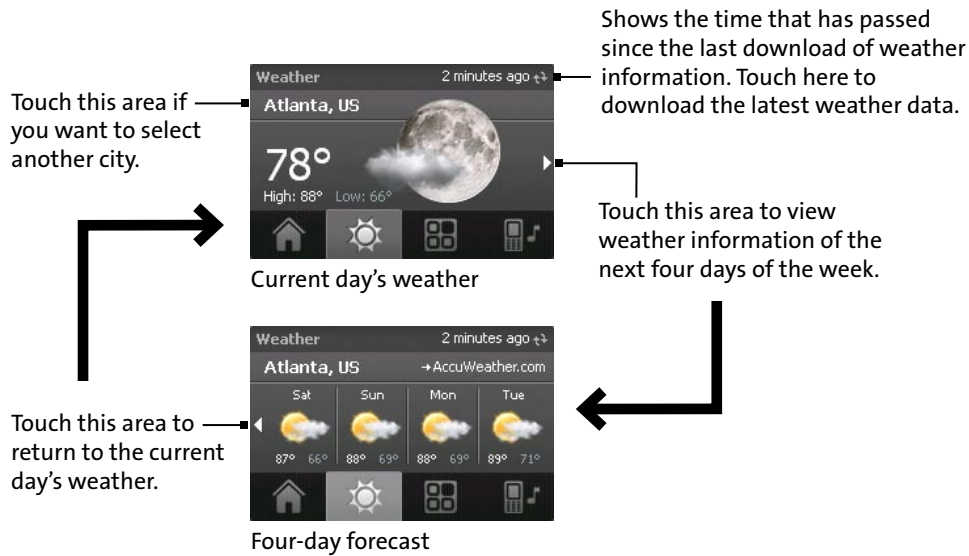 Shows the time that has passed
since the last download of weather
information. Touch here to
download the latest weather data.
Touch this area if
you want to select
another city.
Weather 2 minutes ago
Atlanta, US
78°
High: 88° Low: 66°
Current day's weather
Touch this area to view
weather information of the
next four days of the week.
Weather 2 minutes ago
Atlanta, US AccuWeather.com
Sat Sun Mon Tue
87° 66° 88° 69° 88° 69° 89° 71°
Touch this area to
return to the current
day's weather.
Four-day forecast